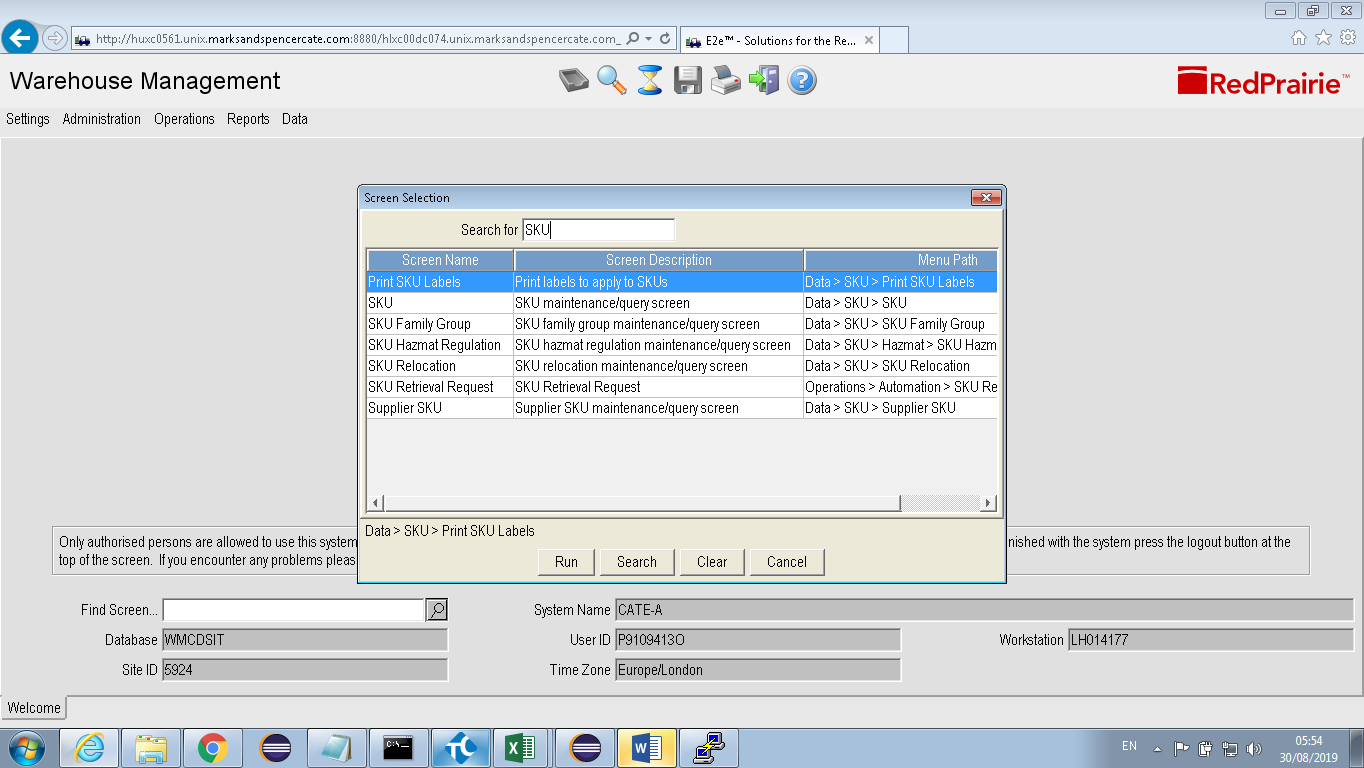 http://huxc0561.unix.marksandspencercate.com:8880/hlxc00dc074.unix.marksandspencercate.com_
E2e™ - Solutions for the Re...
Warehouse Management
RedPrairie™
Settings Administration Operations Reports Data
Screen Selection
Search for SKU
Screen Name Screen Description Menu Path
Print SKU Labels Print labels to apply to SKUs Data > SKU > Print SKU Labels
SKU SKU maintenance/query screen Data > SKU > SKU
SKU Family Group SKU family group maintenance/query screen Data > SKU > SKU Family Group
SKU Hazmat Regulation SKU hazmat regulation maintenance/query screen Data > SKU > Hazmat > SKU Hazm
SKU Relocation SKU relocation maintenance/query screen Data > SKU > SKU Relocation
SKU Retrieval Request SKU Retrieval Request Operations > Automation > SKU Re
Supplier SKU Supplier SKU maintenance/query screen Data > SKU > Supplier SKU
Data > SKU > Print SKU Labels
Run Search Clear Cancel
Only authorised persons are allowed to use this system nished with the system press the logout button at the
top of the screen. If you encounter any problems pleas
Find Screen... System Name CATE-A
Database WMCDSIT User ID P9109413O Workstation LH014177
Site ID 5924 Time Zone Europe/London
Welcome
C:\_
EN
05:54
30/08/2019